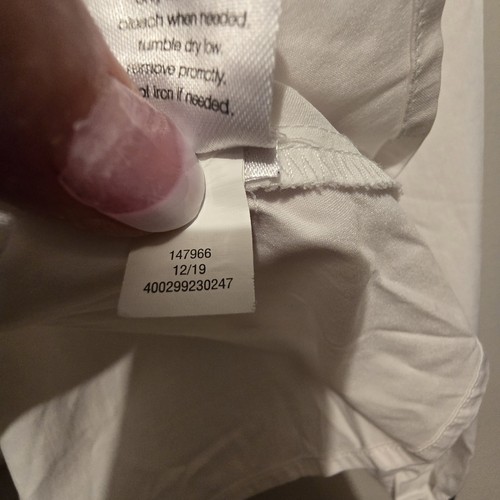 bleach when needed.
tumble dry low.
remove promptly.
iron if needed.
147966
12/19
400299230247